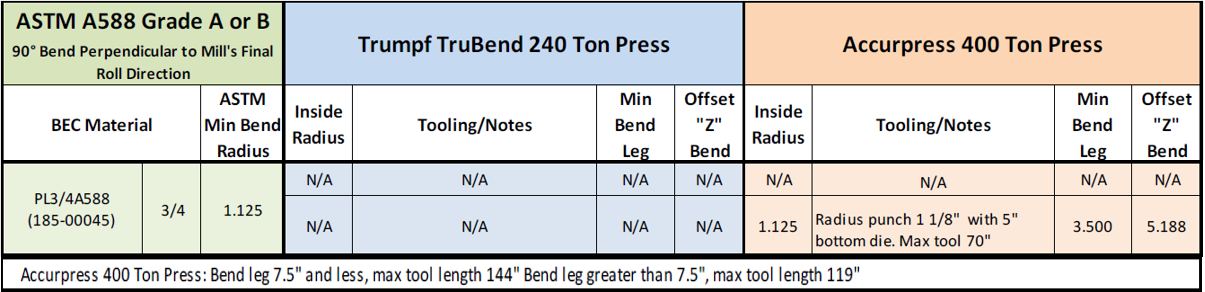 ASTM A588 Grade A or B
90° Bend Perpendicular to Mill's Final
Roll Direction
Trumpf TruBend 240 Ton Press
Accurpress 400 Ton Press
BEC Material
ASTM
Min Bend
Radius
Inside
Radius
Tooling/Notes
Min
Bend
Leg
Offset
"Z"
Bend
Inside
Radius
Tooling/Notes
Min
Bend
Leg
Offset
"Z"
Bend
PL3/4A588
(185-00045)
3/4
1.125
N/A
N/A
N/A
N/A
N/A
N/A
N/A
N/A
N/A
N/A
N/A
N/A
1.125
Radius punch 1 1/8" with 5"
bottom die. Max tool 70"
3.500
5.188
Accurpress 400 Ton Press: Bend leg 7.5" and less, max tool length 144" Bend leg greater than 7.5", max tool length 119"